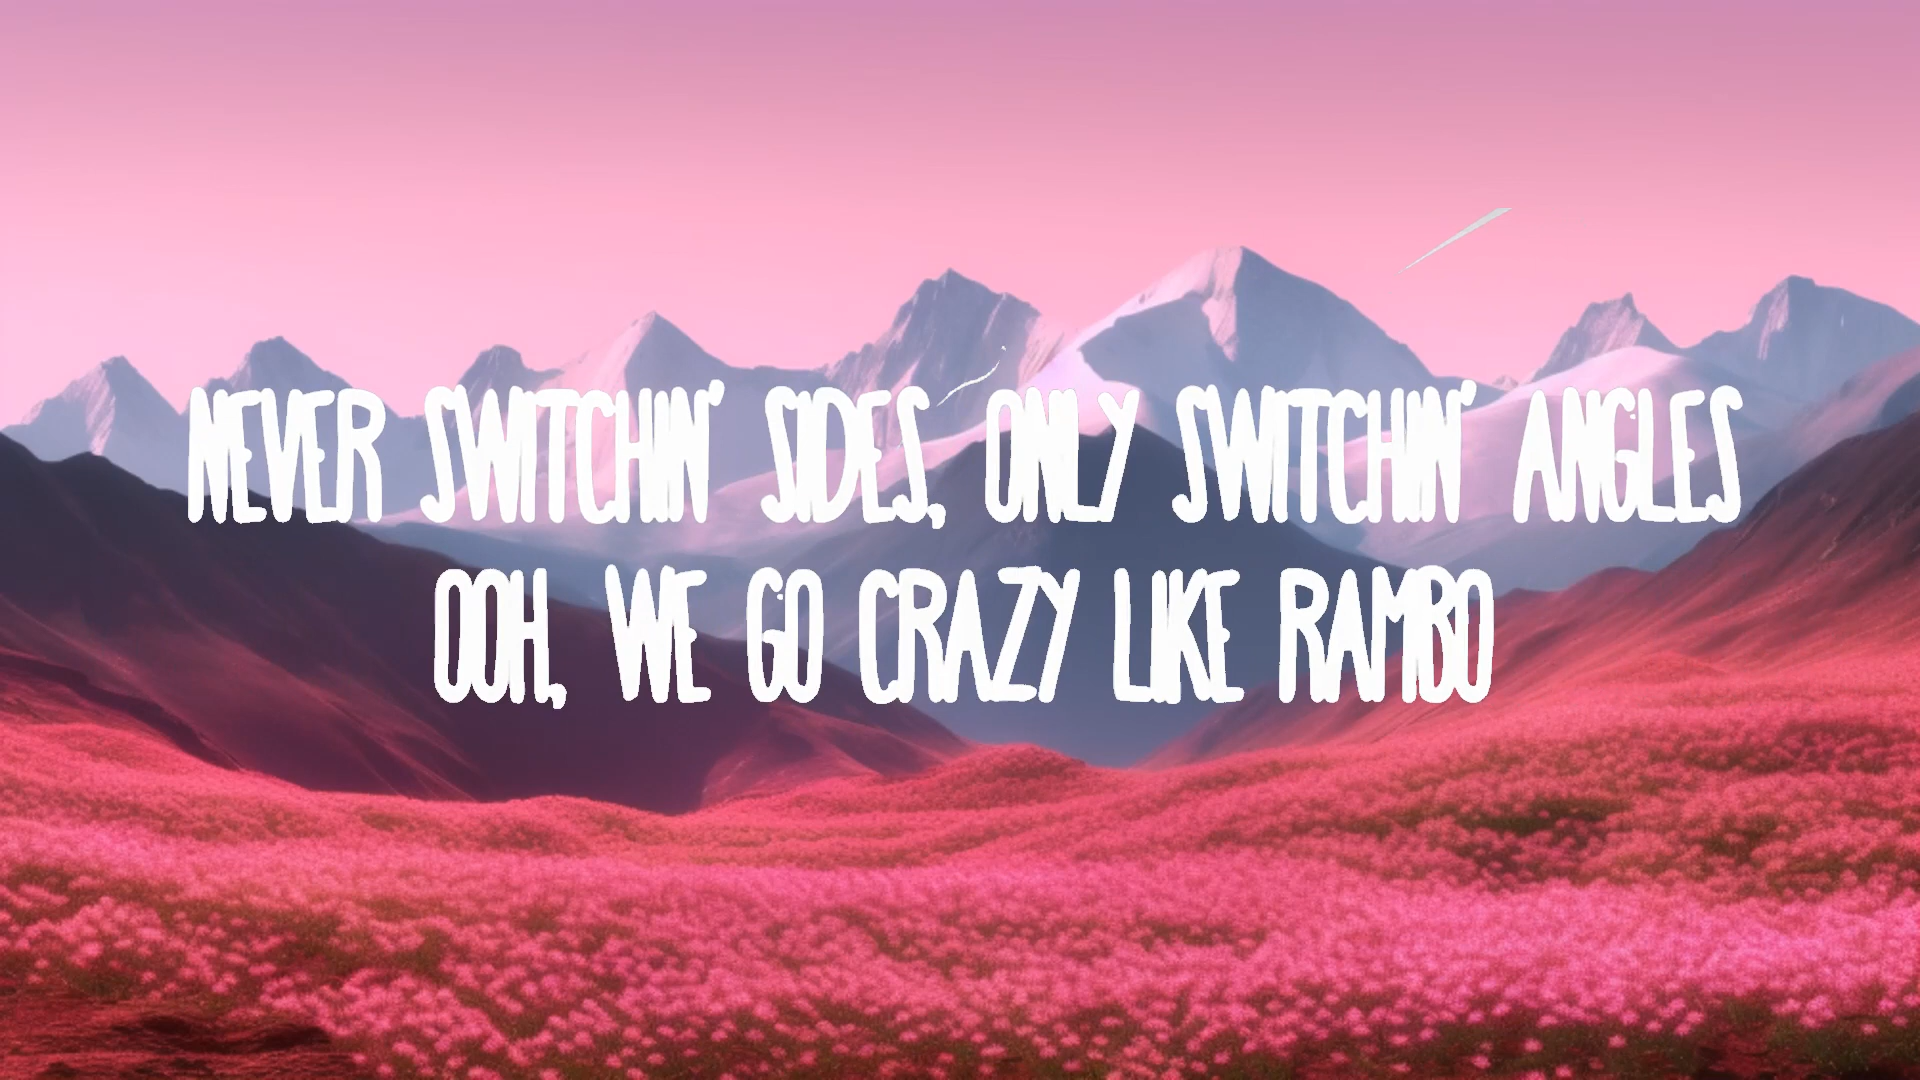 NEVER SWITCHIN' SIDES, ONLY SWITCHIN' ANGLES
OOH, WE GO CRAZY LIKE RAMBO